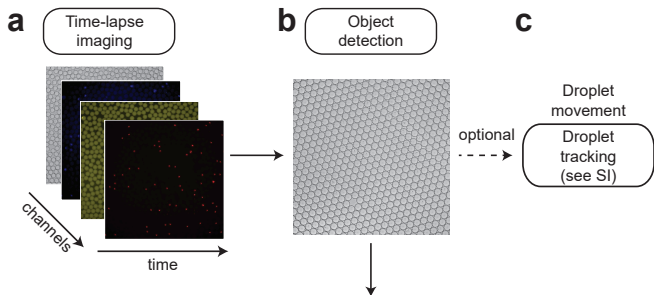 a
Time-lapse
imaging
channels
time
b
Object
detection
optional
c
Droplet
movement
Droplet
tracking
(see SI)